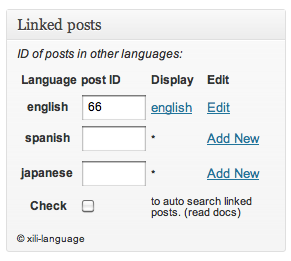 Linked posts
ID of posts in other languages:
Language post ID Display Edit
english 66 english Edit
spanish * Add New
japanese * Add New
Check to auto search linked
posts. (read docs)
© xili-language